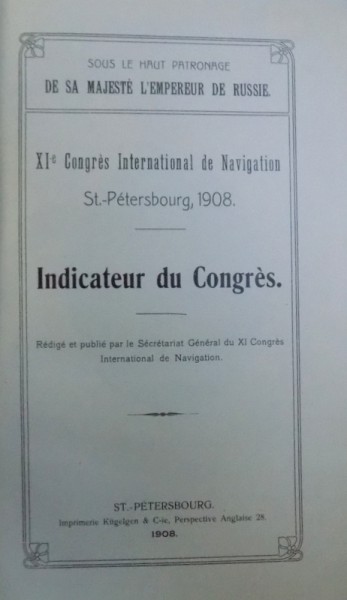 SOUS LE HAUT PATRONAGE
DE SA MAJESTÉ L'EMPEREUR DE RUSSIE.
XIe Congrès International de Navigation
St.-Pétersbourg, 1908.
Indicateur du Congrès.
Rédigé et publié par le Sécrétariat Général du XI Congrès
International de Navigation.
ST.-PÉTERSBOURG.
Imprimerie Kügelgen & C-ie, Perspective Anglaise 28.
1908.